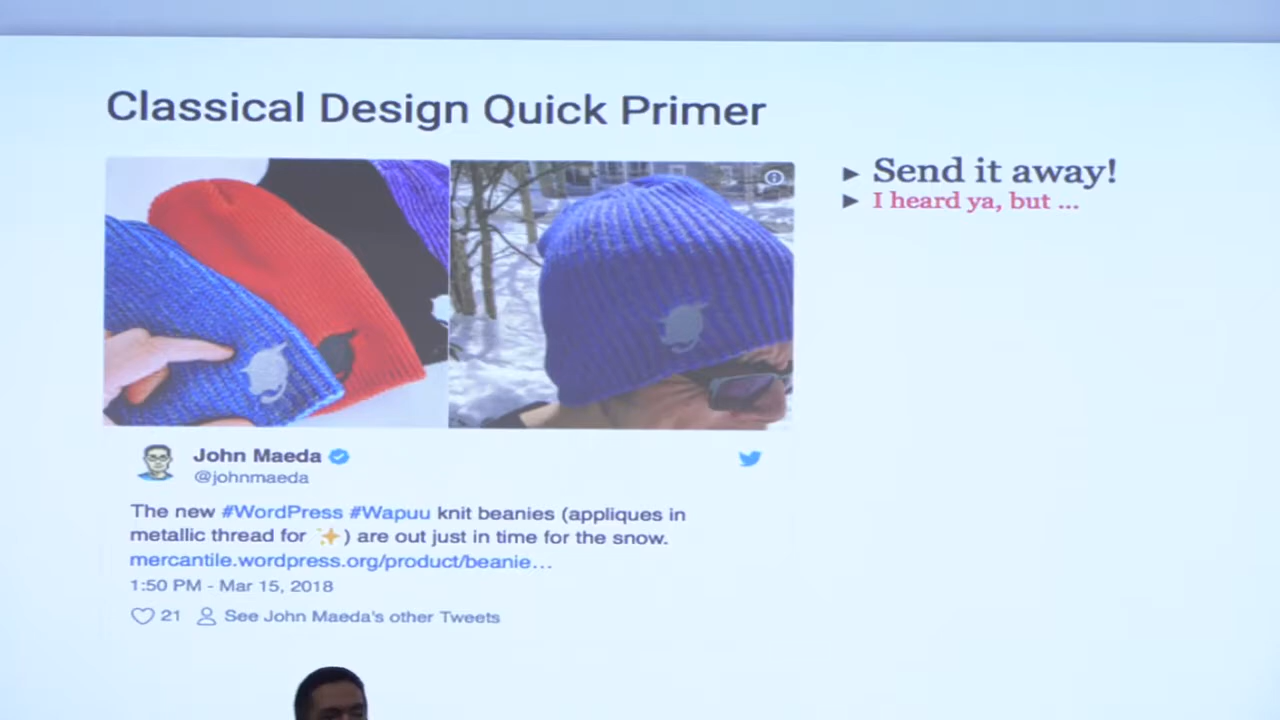 Classical Design Quick Primer
► Send it away!
► I heard ya, but ...
John Maeda
@johnmaeda
The new #WordPress #Wapuu knit beanies (appliques in
metallic thread for ✨) are out just in time for the snow.
mercantile.wordpress.org/product/beanie…
1:50 PM - Mar 15, 2018
21 See John Maeda's other Tweets